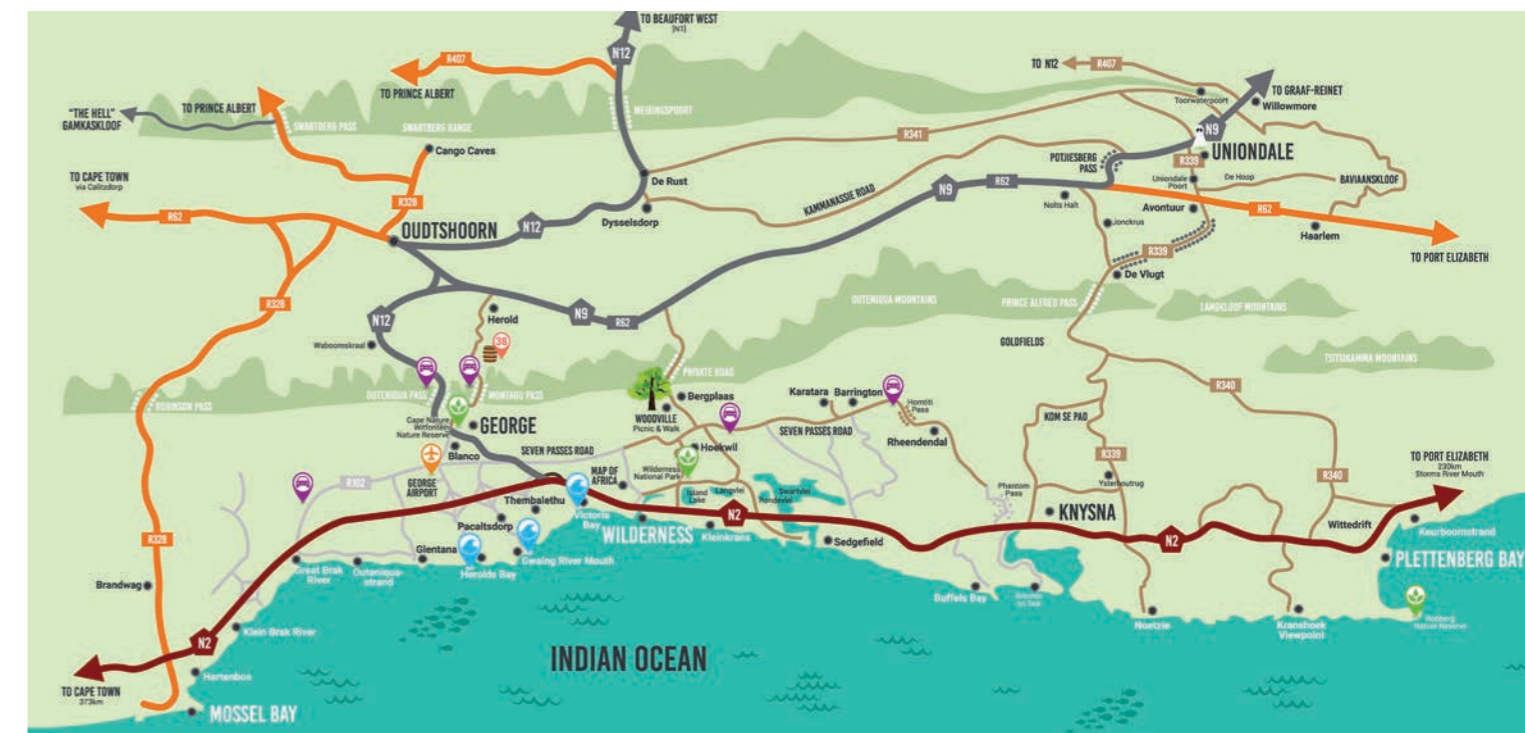 TO BEAUFORT WEST
(N1)
N12
R407
TO PRINCE ALBERT
TO N12
R407
TO GRAAF-REINET
Toorwaterpoort
Willowmore
"THE HELL"
GAMKASKLOOF
TO PRINCE ALBERT
SWARTBERG PASS
SWARTBERG RANGE
MEIRINGSPOORT
Cango Caves
R341
N9
POTJIESBERG
PASS
R339
UNIONDALE
TO CAPE TOWN
via Calitzdorp
R62
R328
De Rust
KAMMANASSIE ROAD
N9
R62
Uniondale
Poort
De Hoop
BAVIAANSKLOOF
Nolts Halt
Avontuur
R62
OUDTSHOORN
N12
Dysselsdorp
Jonckrus
Haarlem
R339
TO PORT ELIZABETH
De Vlugt
R328
OUTENIQUA MOUNTAINS
PRINCE ALFRED PASS
LANGKLOOF MOUNTAINS
N12
Herold
N9
R62
Waboomskraal
38
GOLDFIELDS
TSITSIKAMMA MOUNTAINS
ROBINSON PASS
OUTENIQUA PASS
MONTAGU PASS
PRIVATE ROAD
R340
Bergplaas
Karatara
Barrington
Homtini
Pass
Cape Nature
Witfontein
Nature Reserve
GEORGE
WOODVILLE
Picnic & Walk
KOM SE PAD
SEVEN PASSES ROAD
Rheenendal
Blanco
SEVEN PASSES ROAD
Hoekwil
R339
TO PORT ELIZABETH
230km
Storms River Mouth
R102
GEORGE
AIRPORT
MAP OF
AFRICA
Wilderness
National Park
Ysterhoutrug
R340
Island
Lake
Langvlei
Rondevlei
Swartvlei
Phantom
Pass
Thembalethu
Victoria
Bay
N2
KNYSNA
Pacaltsdorp
WILDERNESS
Kleinkrans
Sedgefield
Wittedrift
Keurboomstrand
R328
N2
Glentana
Gwaing River Mouth
Great Brak
River
Outeniqua-
strand
Herolds Bay
PLETTENBERG BAY
Brandwag
Buffels Bay
Brenton
on Sea
Noetzie
Kranshoek
Viewpoint
Robberg
Nature Reserve
Klein Brak River
N2
INDIAN OCEAN
Hartenbos
TO CAPE TOWN
373km
MOSSEL BAY